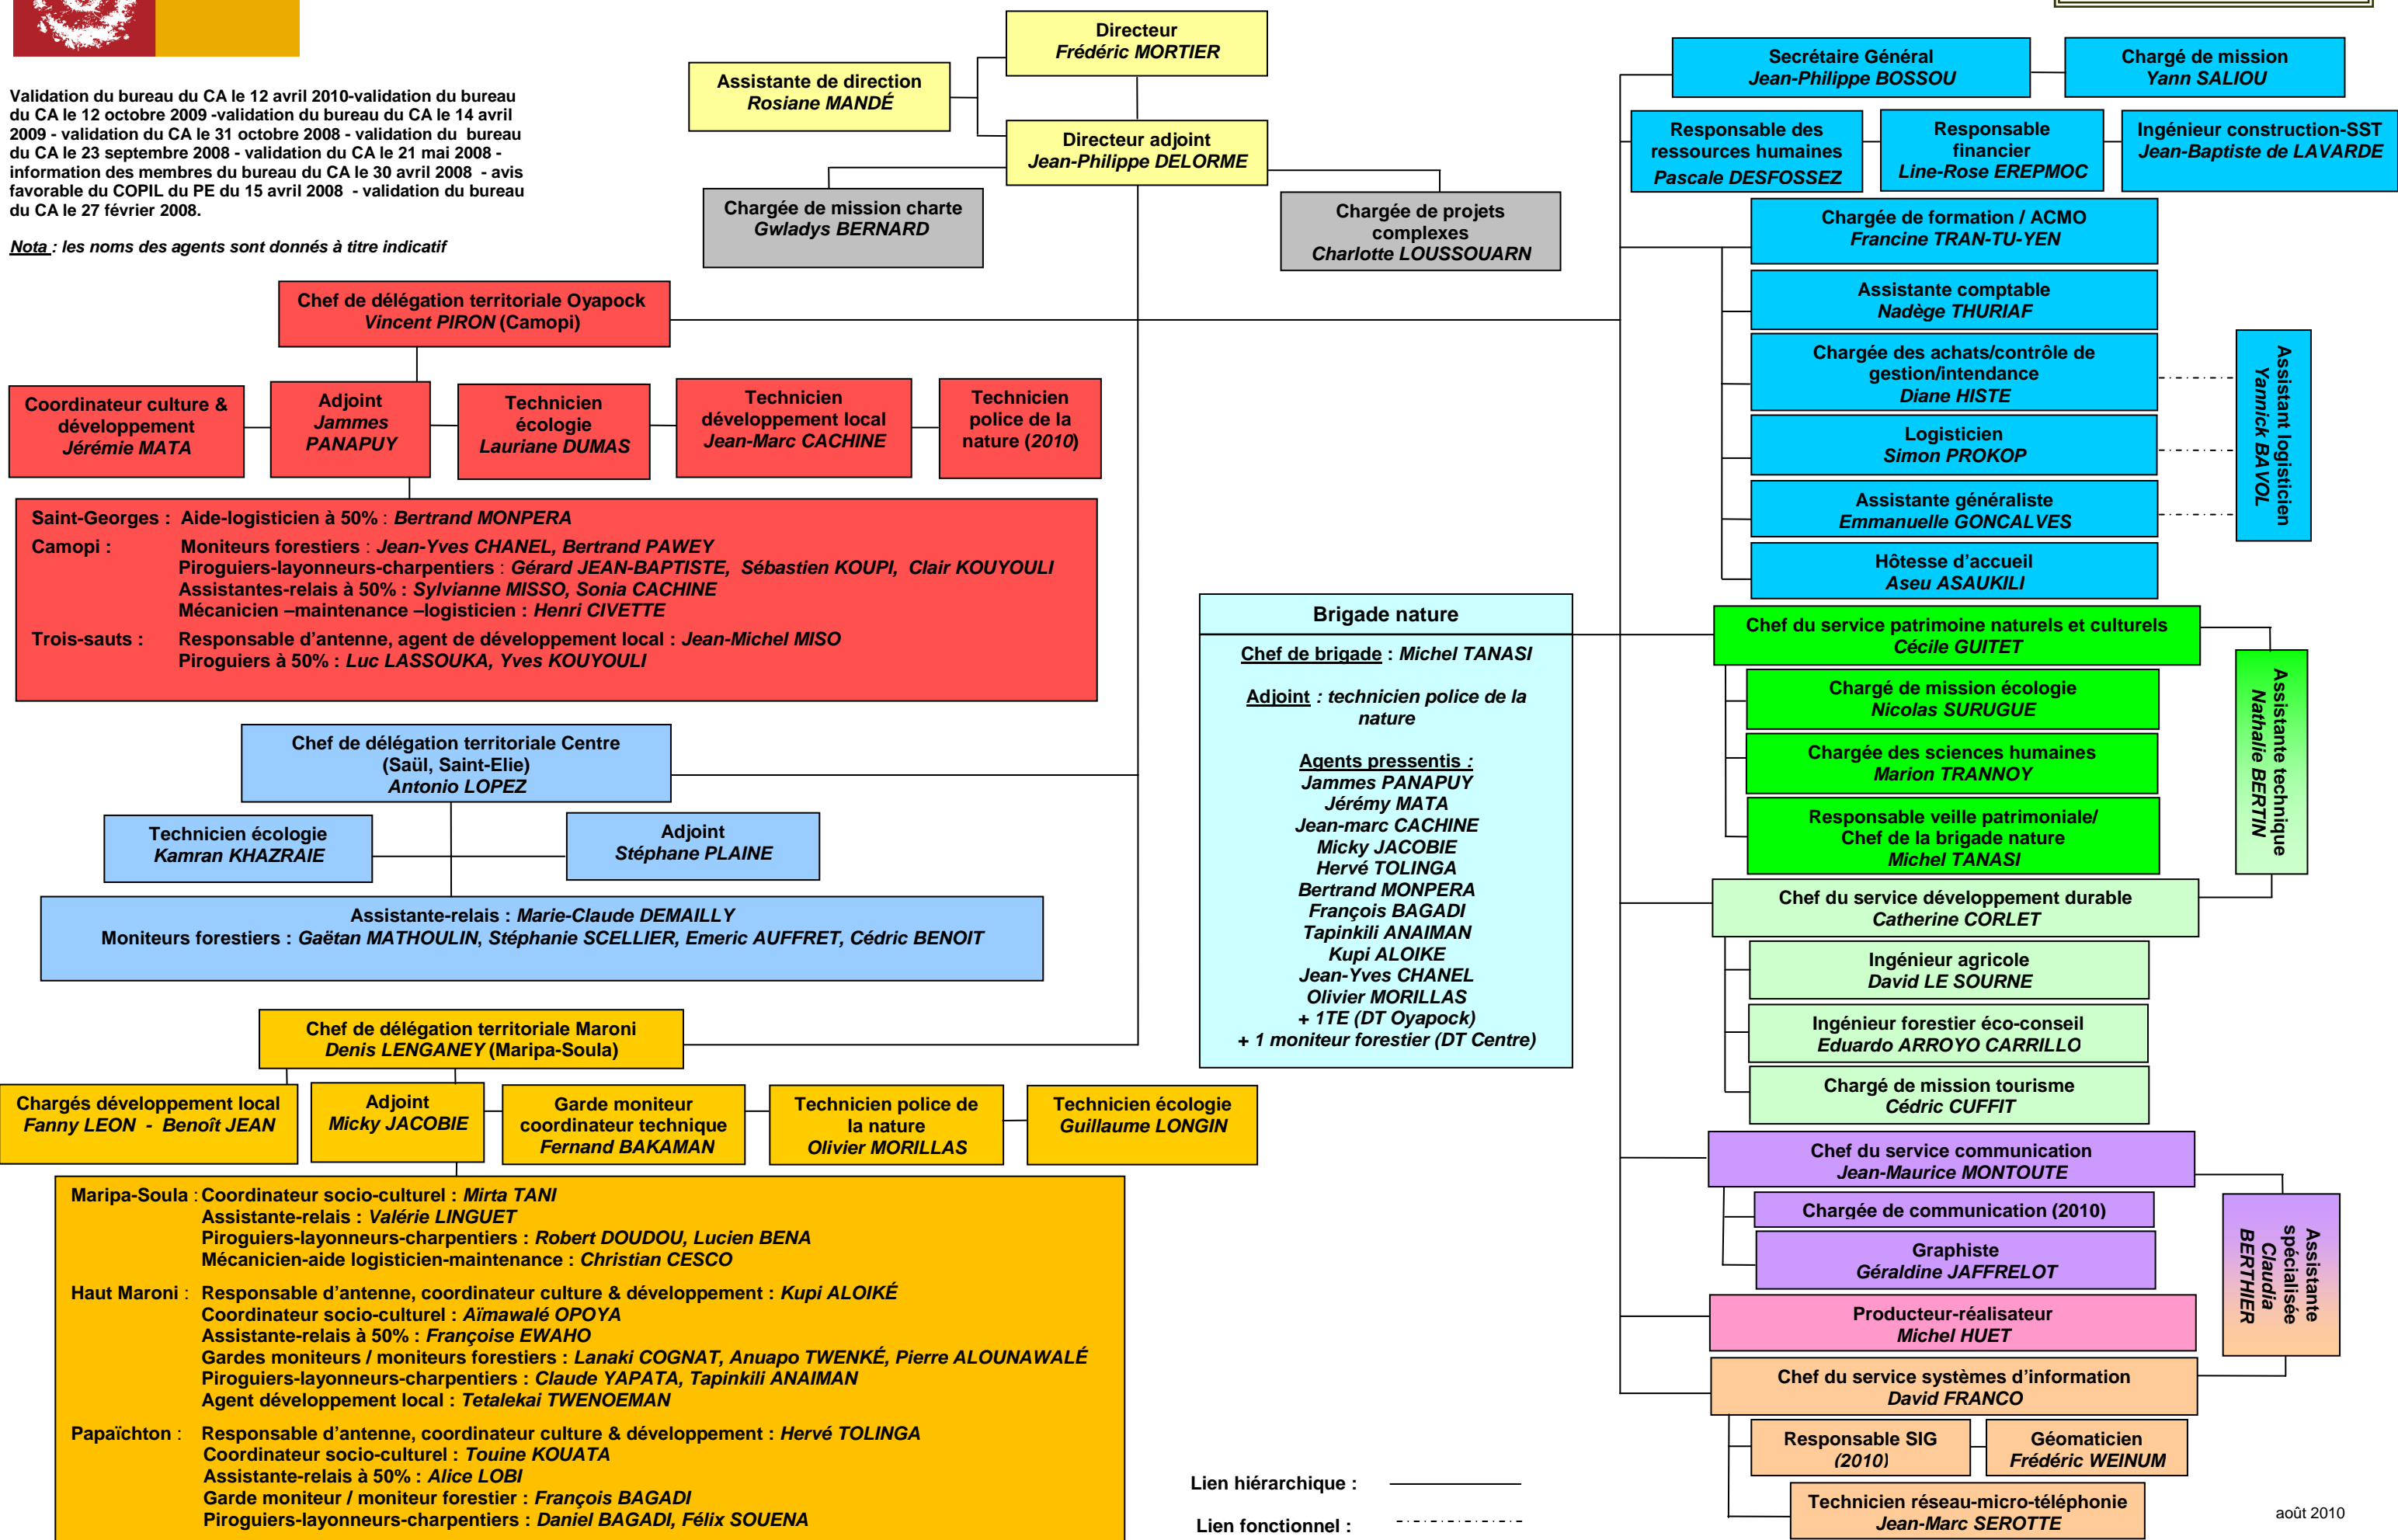 Directeur
Frédéric MORTIER
Assistante de direction
Rosiane MANDÉ
Directeur adjoint
Jean-Philippe DELORME
Chargée de mission charte
Gwladys BERNARD
Chargée de projets
complexes
Charlotte LOUSSOUARN
Validation du bureau du CA le 12 avril 2010-validation du bureau
du CA le 12 octobre 2009 -validation du bureau du CA le 14 avril
2009 - validation du CA le 31 octobre 2008 - validation du bureau
du CA le 23 septembre 2008 - validation du CA le 21 mai 2008 -
information des membres du bureau du CA le 30 avril 2008 - avis
favorable du COPIL du PE du 15 avril 2008 - validation du bureau
du CA le 27 février 2008.
Nota : les noms des agents sont donnés à titre indicatif
Chef de délégation territoriale Oyapock
Vincent PIRON (Camopi)
Coordinateur culture &
développement
Jérémie MATA
Adjoint
Jammes
PANAPUY
Technicien
écologie
Lauriane DUMAS
Technicien
développement local
Jean-Marc CACHINE
Technicien
police de la
nature (2010)
Saint-Georges : Aide-logisticien à 50% : Bertrand MONPERA
Camopi : Moniteurs forestiers : Jean-Yves CHANEL, Bertrand PAWEY
Piroguiers-layonneurs-charpentiers : Gérard JEAN-BAPTISTE, Sébastien KOUPI, Clair KOUYOULI
Assistantes-relais à 50% : Sylvianne MISSO, Sonia CACHINE
Mécanicien –maintenance –logisticien : Henri CIVETTE
Trois-sauts : Responsable d'antenne, agent de développement local : Jean-Michel MISO
Piroguiers à 50% : Luc LASSOUKA, Yves KOUYOULI
Chef de délégation territoriale Centre
(Saül, Saint-Elie)
Antonio LOPEZ
Technicien écologie
Kamran KHAZRAIE
Adjoint
Stéphane PLAINE
Assistante-relais : Marie-Claude DEMAILLY
Moniteurs forestiers : Gaëtan MATHOULIN, Stéphanie SCELLIER, Emeric AUFFRET, Cédric BENOIT
Chef de délégation territoriale Maroni
Denis LENGANEY (Maripa-Soula)
Chargés développement local
Fanny LEON - Benoît JEAN
Adjoint
Micky JACOBIE
Garde moniteur
coordinateur technique
Fernand BAKAMAN
Technicien police de
la nature
Olivier MORILLAS
Technicien écologie
Guillaume LONGIN
Maripa-Soula : Coordinateur socio-culturel : Mirta TANI
Assistante-relais : Valérie LINGUET
Piroguiers-layonneurs-charpentiers : Robert DOUDOU, Lucien BENA
Mécanicien-aide logisticien-maintenance : Christian CESCO
Haut Maroni : Responsable d'antenne, coordinateur culture & développement : Kupi ALOIKÉ
Coordinateur socio-culturel : Aïmawalé OPOYA
Assistante-relais à 50% : Françoise EWAHO
Gardes moniteurs / moniteurs forestiers : Lanaki COGNAT, Anuapo TWENKÉ, Pierre ALOUNAWALÉ
Piroguiers-layonneurs-charpentiers : Claude YAPATA, Tapinkili ANAIMAN
Agent développement local : Tetalekai TWENOEMAN
Papaïchton : Responsable d'antenne, coordinateur culture & développement : Hervé TOLINGA
Coordinateur socio-culturel : Touine KOUATA
Assistante-relais à 50% : Alice LOBI
Garde moniteur / moniteur forestier : François BAGADI
Piroguiers-layonneurs-charpentiers : Daniel BAGADI, Félix SOUENA
Brigade nature
Chef de brigade : Michel TANASI
Adjoint : technicien police de la
nature
Agents pressentis :
Jammes PANAPUY
Jérémy MATA
Jean-marc CACHINE
Micky JACOBIE
Hervé TOLINGA
Bertrand MONPERA
François BAGADI
Tapinkili ANAIMAN
Kupi ALOIKE
Jean-Yves CHANEL
Olivier MORILLAS
+ 1TE (DT Oyapock)
+ 1 moniteur forestier (DT Centre)
Lien hiérarchique :
Lien fonctionnel :
Secrétaire Général
Jean-Philippe BOSSOU
Chargé de mission
Yann SALIOU
Responsable des
ressources humaines
Pascale DESFOSSEZ
Responsable
financier
Line-Rose EREPMOC
Ingénieur construction-SST
Jean-Baptiste de LAVARDE
Chargée de formation / ACMO
Francine TRAN-TU-YEN
Assistante comptable
Nadège THURIAF
Chargée des achats/contrôle de
gestion/intendance
Diane HISTE
Logisticien
Simon PROKOP
Assistante généraliste
Emmanuelle GONCALVES
Hôtesse d'accueil
Aseu ASAUKILI
Assistant logisticien
Yannick BAVOL
Chef du service patrimoine naturels et culturels
Cécile GUITET
Chargé de mission écologie
Nicolas SURUGUE
Chargée des sciences humaines
Marion TRANNOY
Responsable veille patrimoniale/
Chef de la brigade nature
Michel TANASI
Assistante technique
Nathalie BERTIN
Chef du service développement durable
Catherine CORLET
Ingénieur agricole
David LE SOURNE
Ingénieur forestier éco-conseil
Eduardo ARROYO CARRILLO
Chargé de mission tourisme
Cédric CUFFIT
Chef du service communication
Jean-Maurice MONTOUTE
Chargée de communication (2010)
Graphiste
Géraldine JAFFRELOT
Assistante
spécialisée
Claudia
BERTHIER
Producteur-réalisateur
Michel HUET
Chef du service systèmes d'information
David FRANCO
Responsable SIG
(2010)
Géomaticien
Frédéric WEINUM
Technicien réseau-micro-téléphonie
Jean-Marc SEROTTE
août 2010